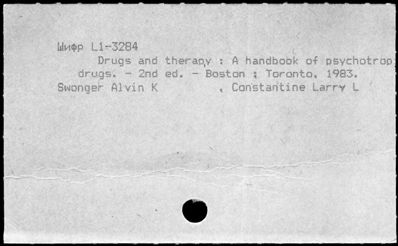 Шифр L1-3284
Drugs and therapy : A handbook of psychotrop
drugs. - 2nd ed. - Boston ; Toronto, 1983.
Swonger Alvin K , Constantine Larry L